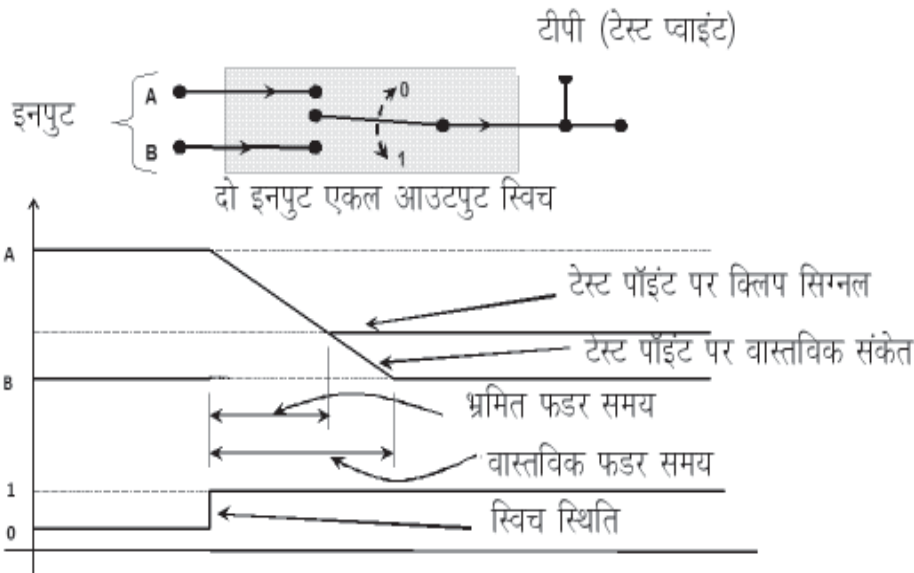 टीपी (टेस्ट प्वाइंट)
इनपुट
A
0
B
1
दो इनपुट एकल आउटपुट स्विच
A
टेस्ट पॉइंट पर क्लिप सिग्नल
टेस्ट पॉइंट पर वास्तविक संकेत
B
भ्रमित फडर समय
वास्तविक फडर समय
1
स्विच स्थिति
0